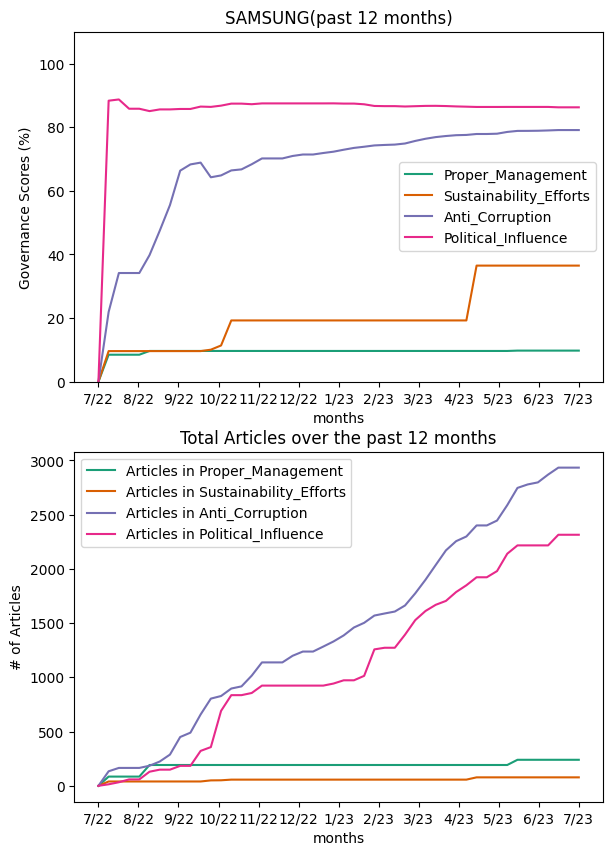 SAMSUNG(past 12 months)
Governance Scores (%)
100
80
60
40
20
0
Proper_Management
Sustainability_Efforts
Anti_Corruption
Political_Influence
7/22 8/22 9/22 10/22 11/22 12/22 1/23 2/23 3/23 4/23 5/23 6/23 7/23
months
Total Articles over the past 12 months
# of Articles
3000
2500
2000
1500
1000
500
0
Articles in Proper_Management
Articles in Sustainability_Efforts
Articles in Anti_Corruption
Articles in Political_Influence
7/22 8/22 9/22 10/22 11/22 12/22 1/23 2/23 3/23 4/23 5/23 6/23 7/23
months